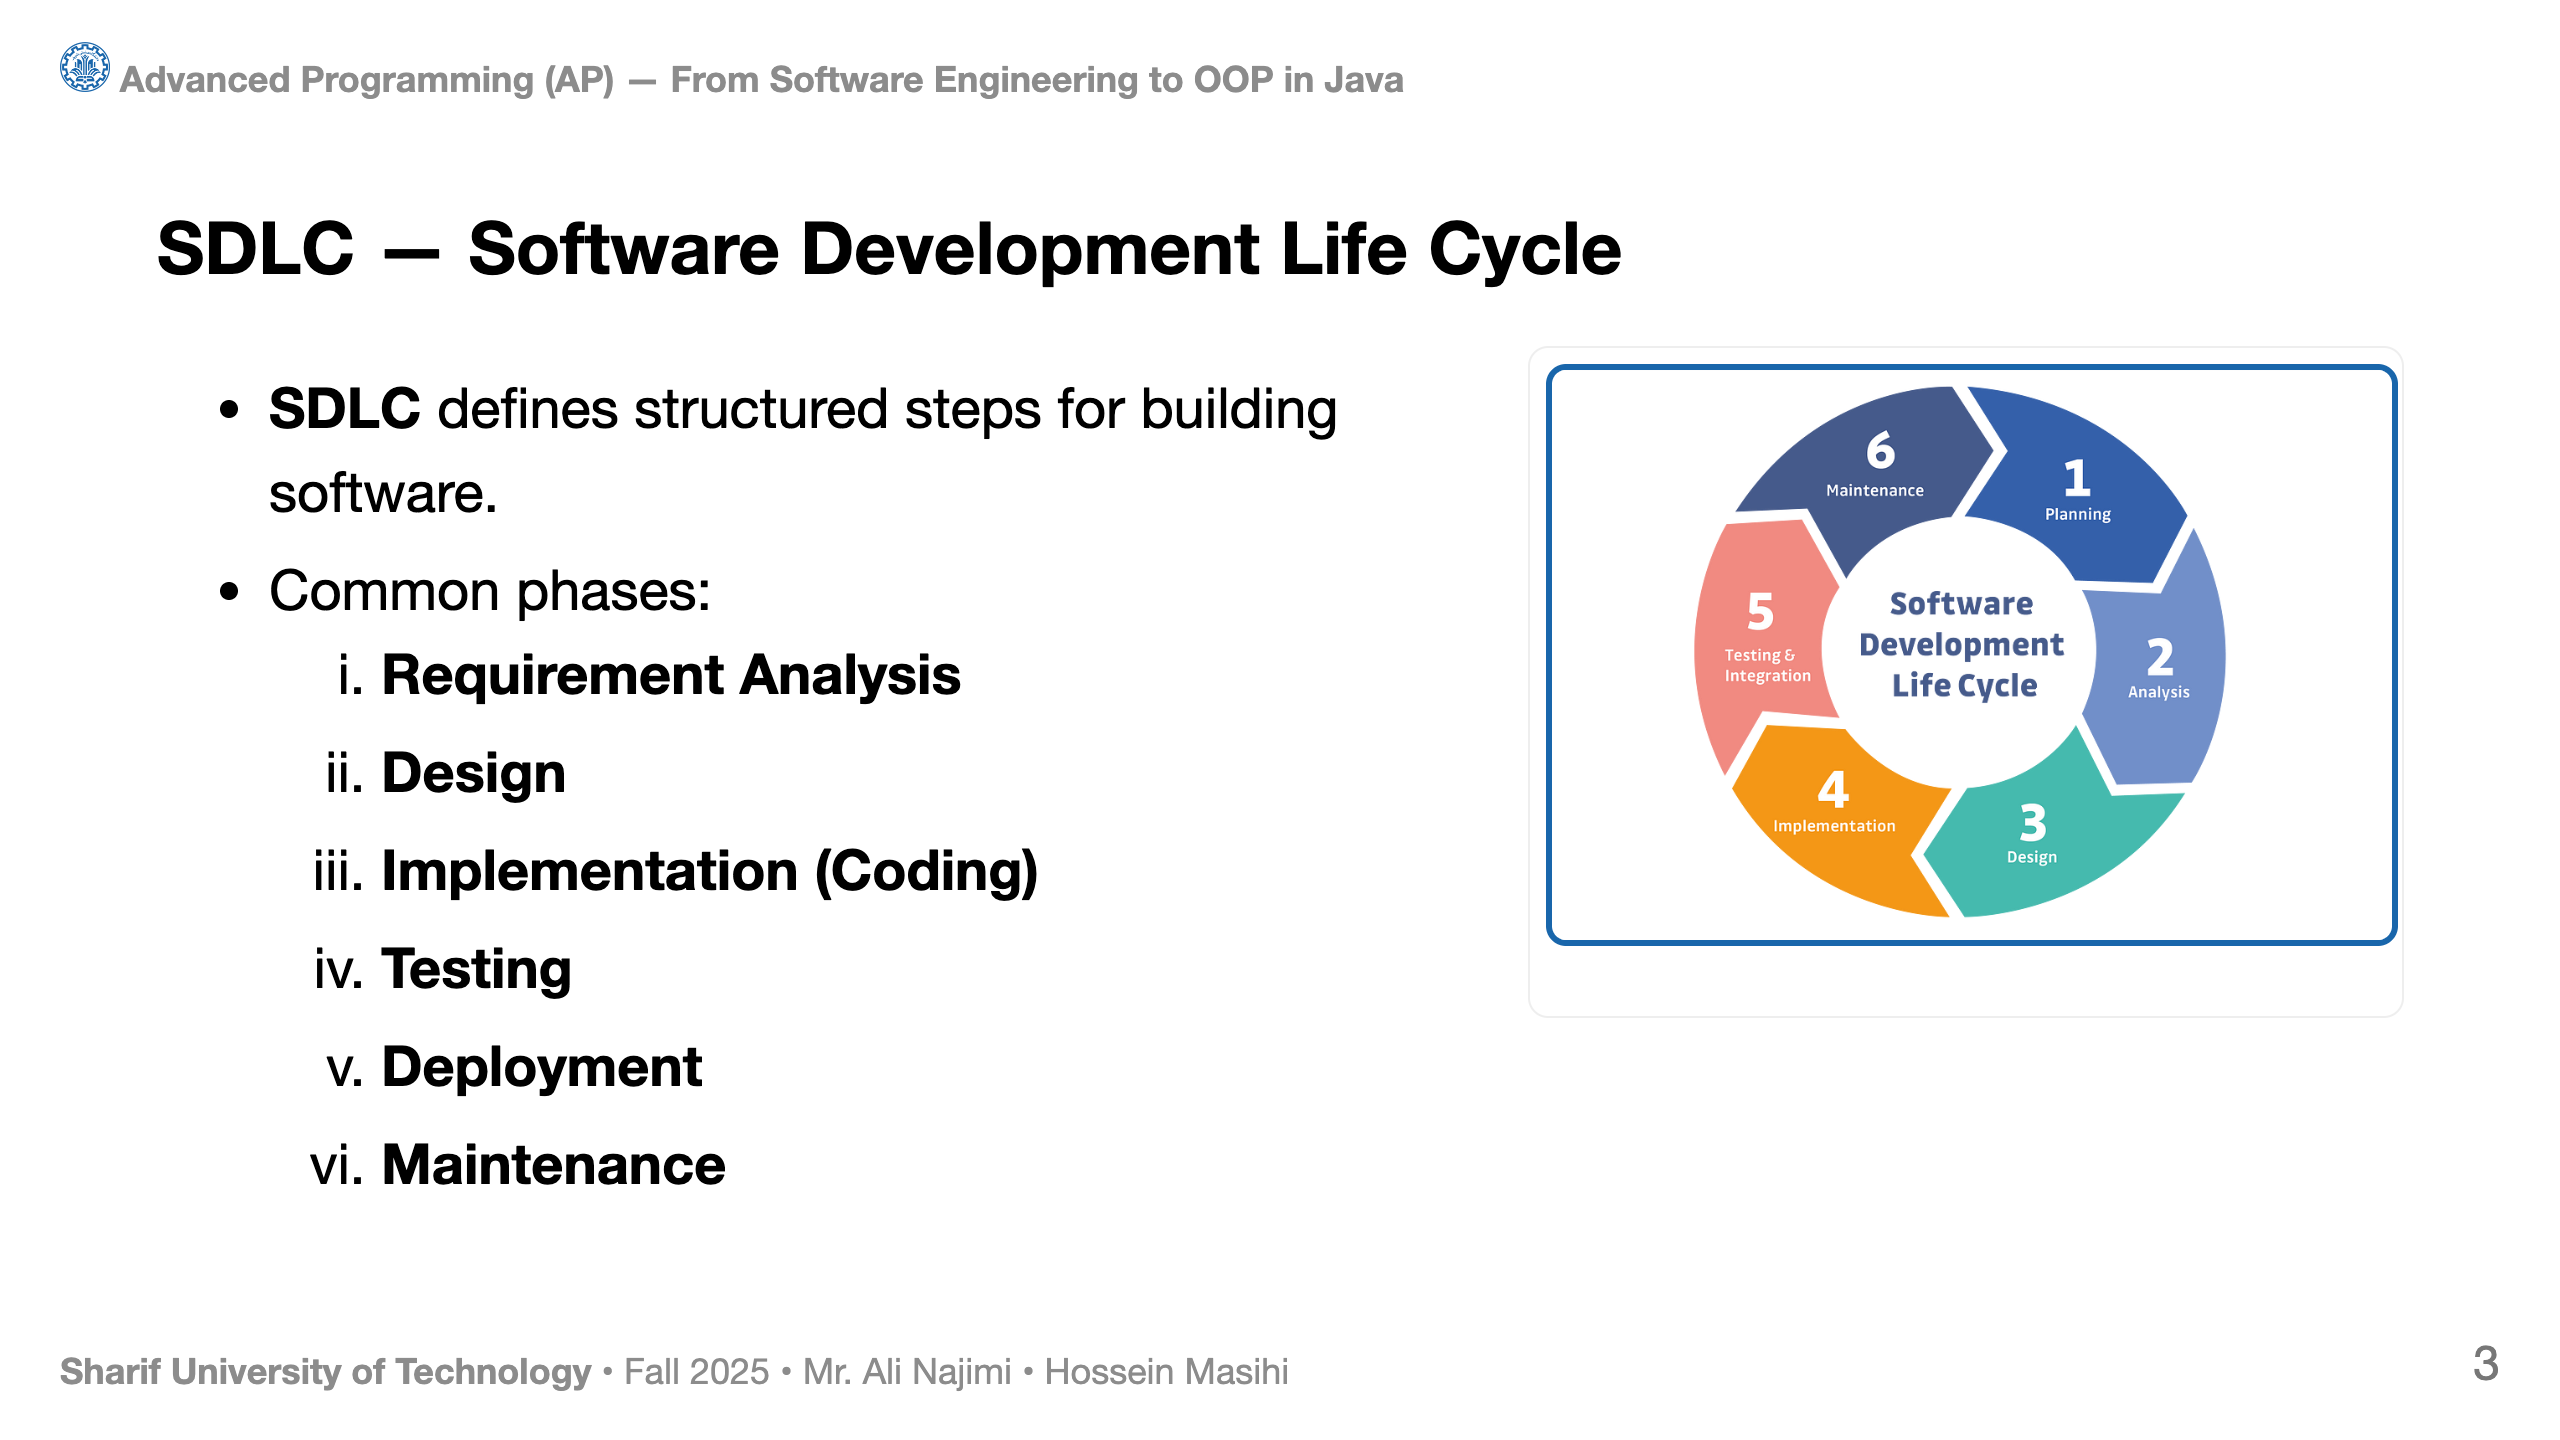 Advanced Programming (AP) — From Software Engineering to OOP in Java
SDLC — Software Development Life Cycle
• SDLC defines structured steps for building
software.
• Common phases:
i. Requirement Analysis
ii. Design
iii. Implementation (Coding)
iv. Testing
v. Deployment
vi. Maintenance
1
Planning
2
Analysis
3
Design
4
Implementation
5
Testing &
Integration
6
Maintenance
Software
Development
Life Cycle
Sharif University of Technology • Fall 2025 • Mr. Ali Najimi • Hossein Masihi
3